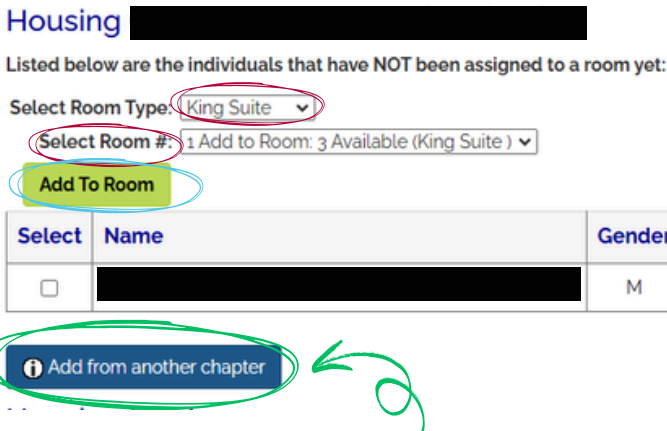 Housing
Listed below are the individuals that have NOT been assigned to a room yet:
Select Room Type: King Suite
Select Room #: 1 Add to Room: 3 Available (King Suite )
Add To Room
Select Name Gender
M
Add from another chapter